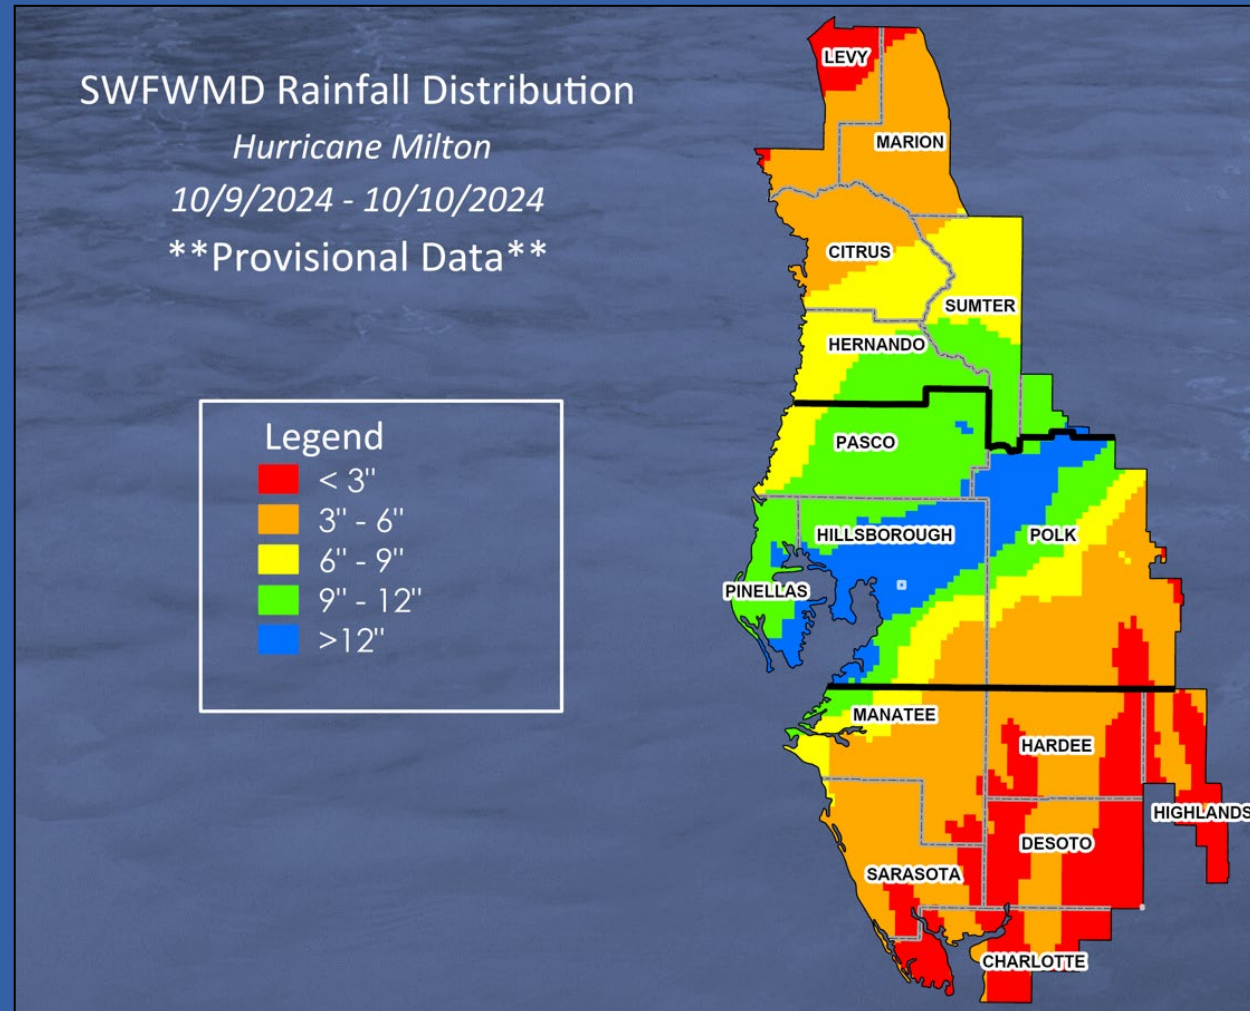 SWFWMD Rainfall Distribution
Hurricane Milton
10/9/2024 - 10/10/2024
**Provisional Data**
Legend
< 3"
3" - 6"
6" - 9"
9" - 12"
>12"
LEVY
MARION
CITRUS
SUMTER
HERNANDO
PASCO
HILLSBOROUGH
POLK
PINELLAS
MANATEE
HARDEE
HIGHLANDS
DESOTO
SARASOTA
CHARLOTTE